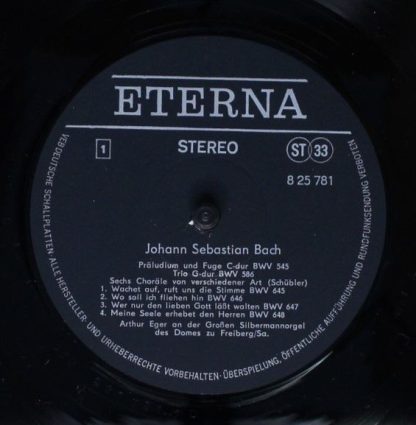 ETERNA
1
STEREO
ST 33
8 25 781
Johann Sebastian Bach
Präludium und Fuge C-dur BWV 545
Trio G-dur BWV 586
Sechs Choräle von verschiedener Art (Schübler)
1. Wachet auf, ruft uns die Stimme BWV 645
2. Wo soll ich fliehen hin BWV 646
3. Wer nur den lieben Gott läßt walten BWV 647
4. Meine Seele erhebet den Herren BWV 648
Arthur Eger an der Großen Silbermannorgel
des Domes zu Freiberg/Sa.
VEB DEUTSCHE SCHALLPLATTEN · ALLE HERSTELLER- UND URHEBERRECHTE VORBEHALTEN · ÜBERSPIELUNG, ÖFFENTLICHE AUFFÜHRUNG UND RUNDFUNKSENDUNG VERBOTEN